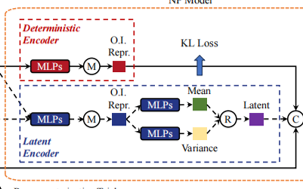 NP Model
Deterministic
Encoder
O.I.
Repr.
KL Loss
MLPs
M
O.I.
Repr.
MLPs
Mean
Latent
MLPs
M
R
C
MLPs
Latent
Encoder
Variance